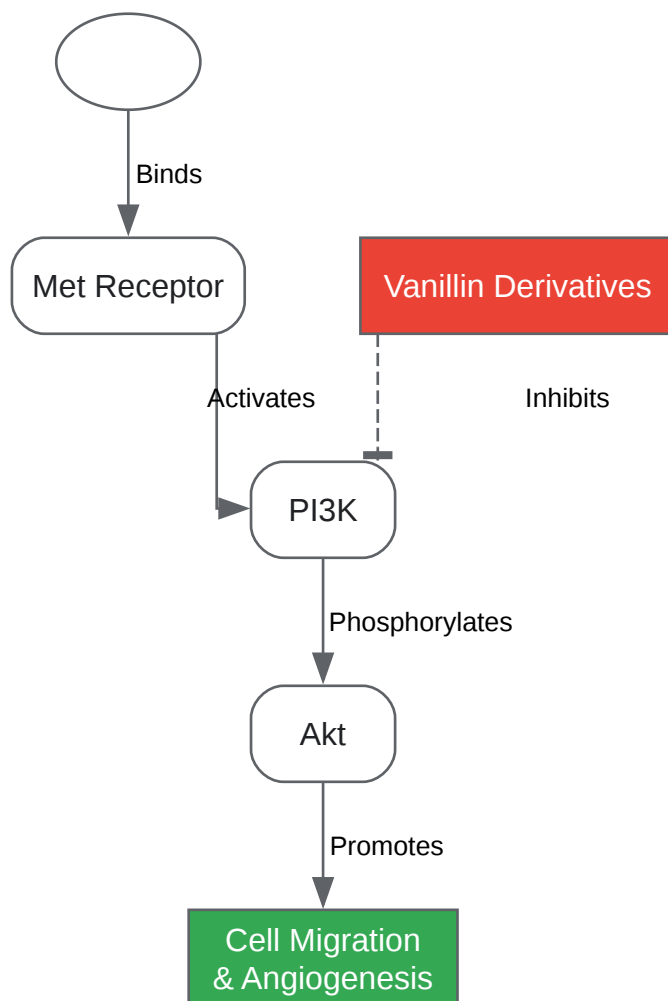 Binds
Met Receptor
Vanillin Derivatives
Activates
Inhibits
PI3K
Phosphorylates
Akt
Promotes
Cell Migration
& Angiogenesis